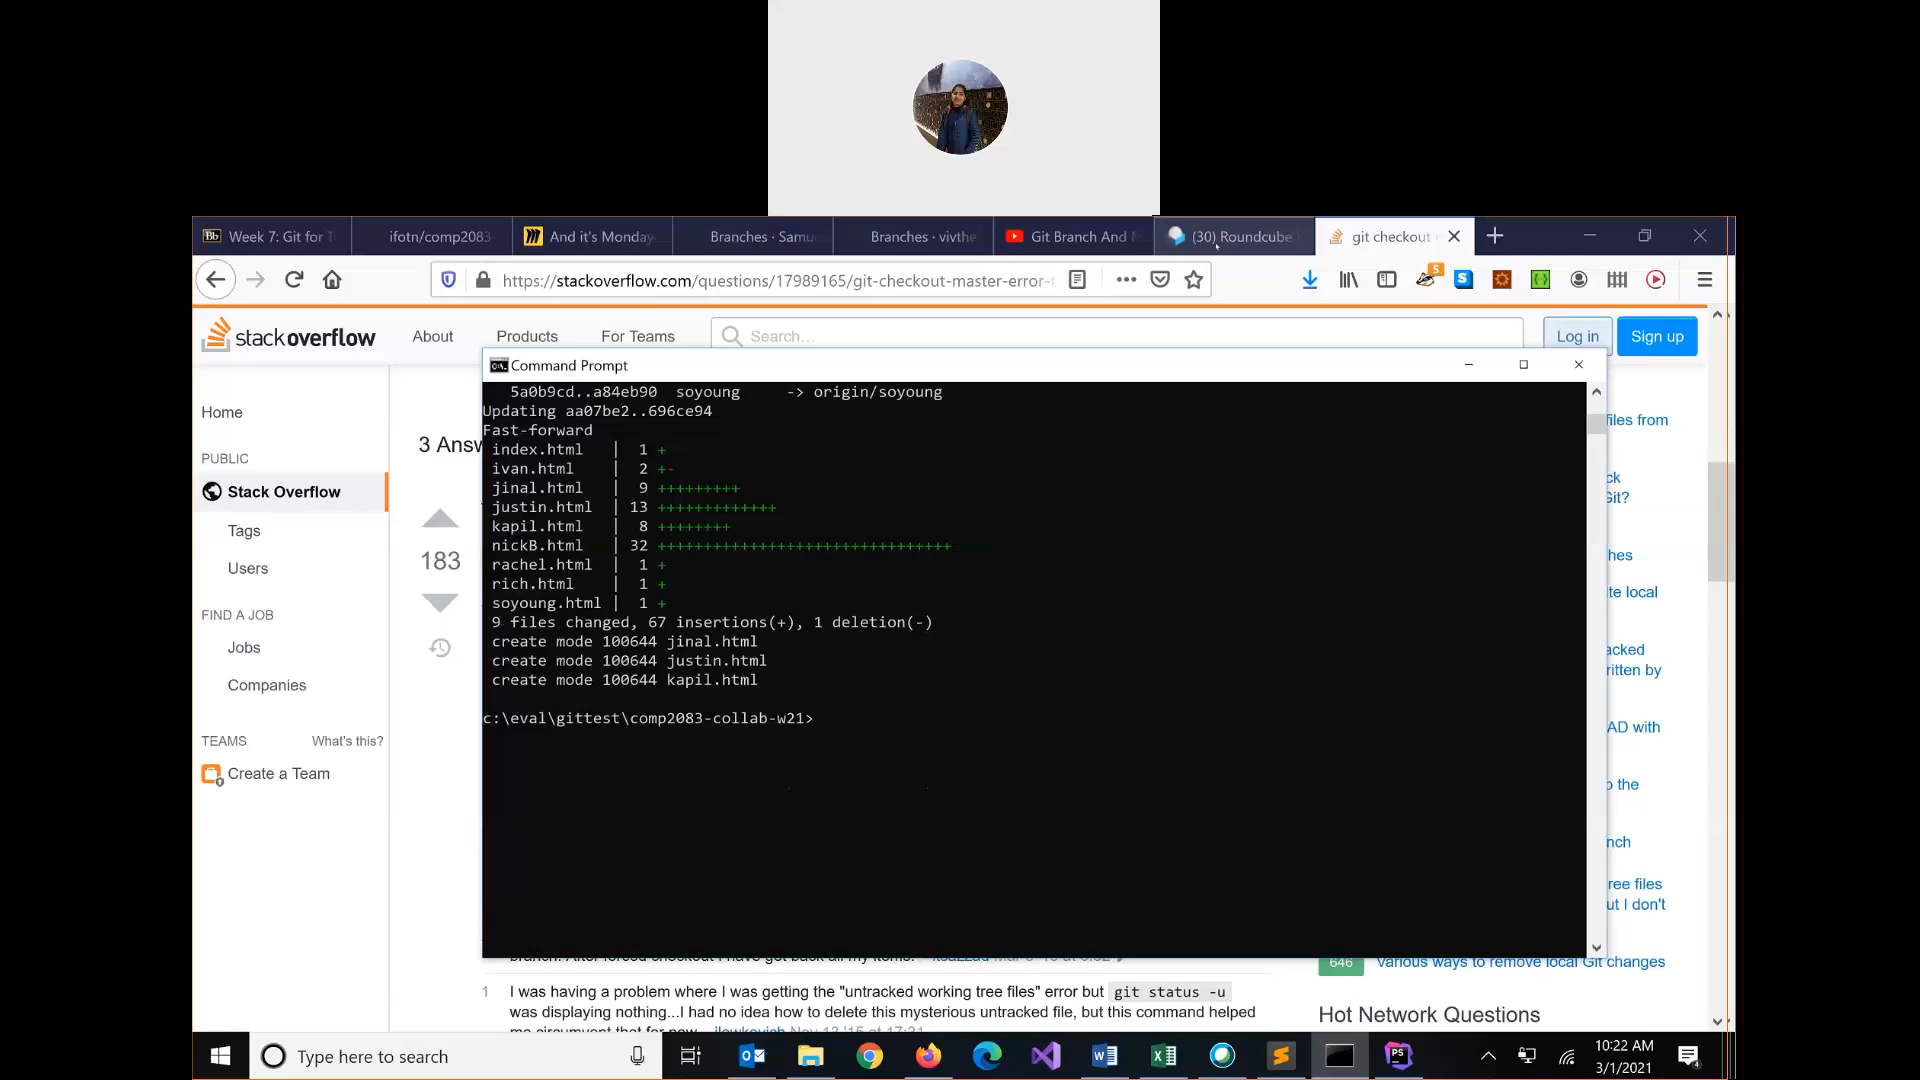 Bb Week 7: Git for T
ifotn/comp2083-
And it's Monday
Branches · Samu
Branches · vivthe
Git Branch And M
(30) Roundcube
git checkout
https://stackoverflow.com/questions/17989165/git-checkout-master-error-t
5
stackoverflow
About
Products
For Teams
Search...
Log in
Sign up
Home
PUBLIC
Stack Overflow
Tags
Users
FIND A JOB
Jobs
Companies
TEAMS What's this?
Create a Team
3 Answ
183
Command Prompt
5a0b9cd..a84eb90 soyoung -> origin/soyoung
Updating aa07be2..696ce94
Fast-forward
index.html | 1 +
ivan.html | 2 +-
jinal.html | 9 +++++++++
justin.html | 13 +++++++++++++
kapil.html | 8 ++++++++
nickB.html | 32 ++++++++++++++++++++++++++++++++
rachel.html | 1 +
rich.html | 1 +
soyoung.html | 1 +
9 files changed, 67 insertions(+), 1 deletion(-)
create mode 100644 jinal.html
create mode 100644 justin.html
create mode 100644 kapil.html
c:\eval\gittest\comp2083-collab-w21>
files from
ck
Git?
hes
te local
acked
ritten by
AD with
o the
nch
ree files
ut I don't
646 Various ways to remove local Git changes
1 I was having a problem where I was getting the "untracked working tree files" error but git status -u
was displaying nothing...I had no idea how to delete this mysterious untracked file, but this command helped
Hot Network Questions
Type here to search
10:22 AM
3/1/2021